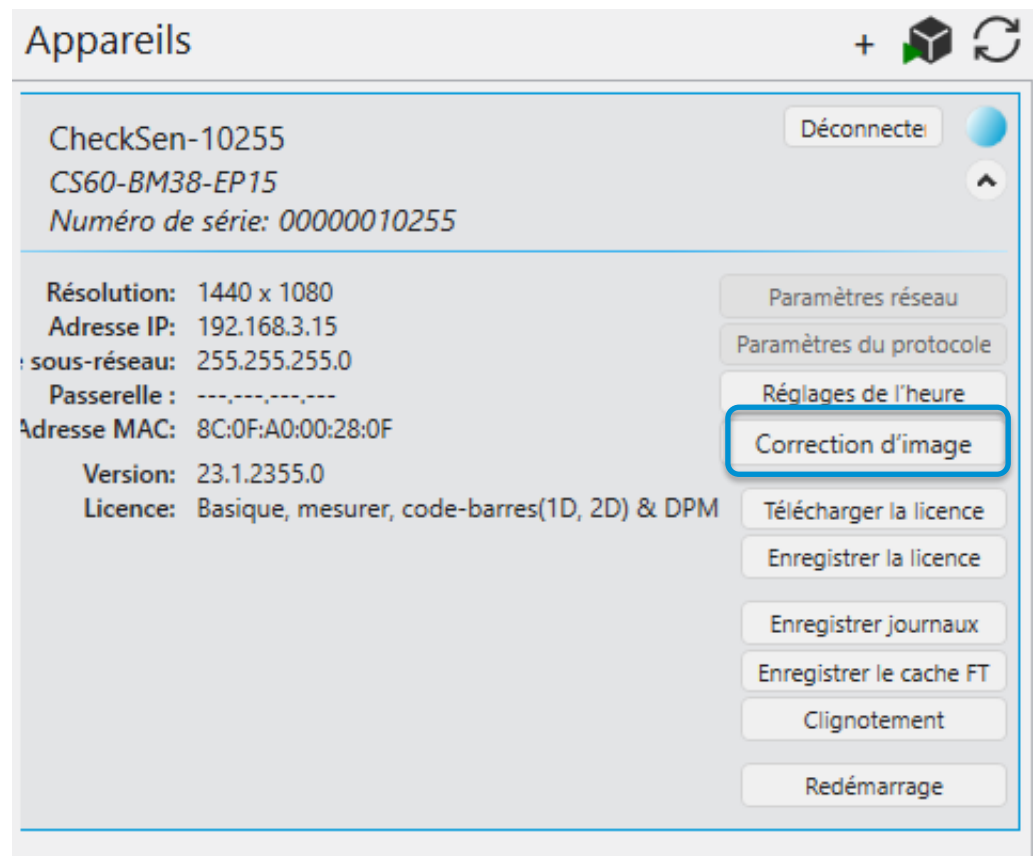 Appareils
+
CheckSen-10255
Déconnecte
CS60-BM38-EP15
Numéro de série: 00000010255
Résolution: 1440 x 1080
Adresse IP: 192.168.3.15
sous-réseau: 255.255.255.0
Passerelle : ---.---.---.---
Adresse MAC: 8C:0F:A0:00:28:0F
Version: 23.1.2355.0
Licence: Basique, mesurer, code-barres(1D, 2D) & DPM
Paramètres réseau
Paramètres du protocole
Réglages de l'heure
Correction d'image
Télécharger la licence
Enregistrer la licence
Enregistrer journaux
Enregistrer le cache FT
Clignotement
Redémarrage